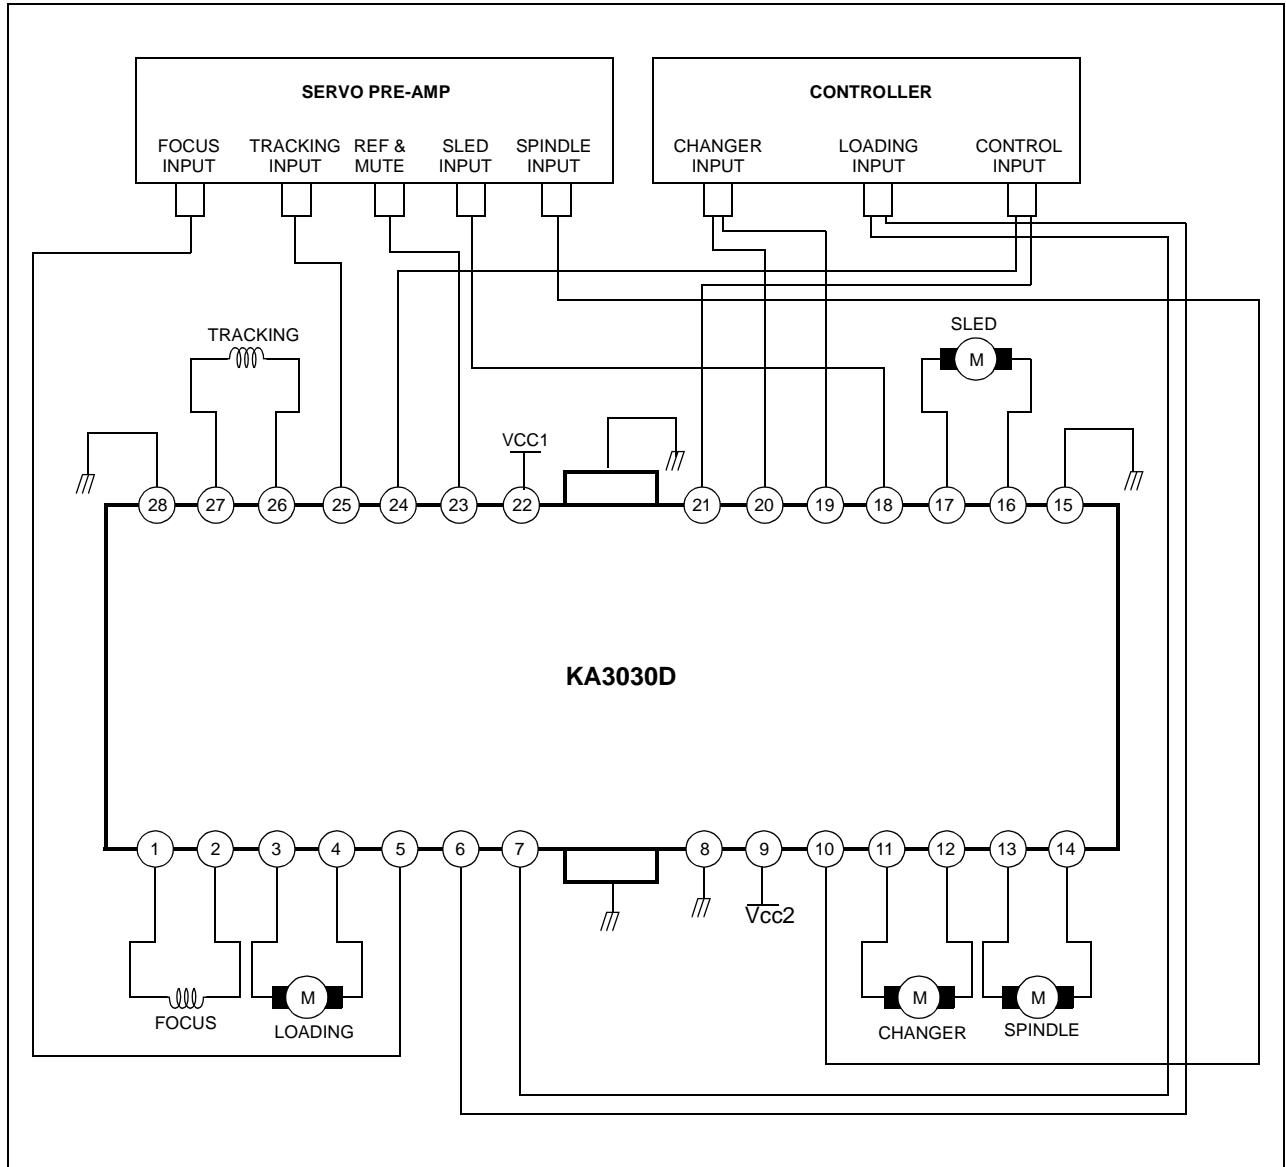 SERVO PRE-AMP
CONTROLLER
FOCUS INPUT
TRACKING INPUT
REF & MUTE
SLED INPUT
SPINDLE INPUT
CHANGER INPUT
LOADING INPUT
CONTROL INPUT
TRACKING
SLED
M
VCC1
28 27 26 25 24 23 22 21 20 19 18 17 16 15
KA3030D
1 2 3 4 5 6 7 8 9 10 11 12 13 14
Vcc2
M
M
M
FOCUS
LOADING
CHANGER
SPINDLE